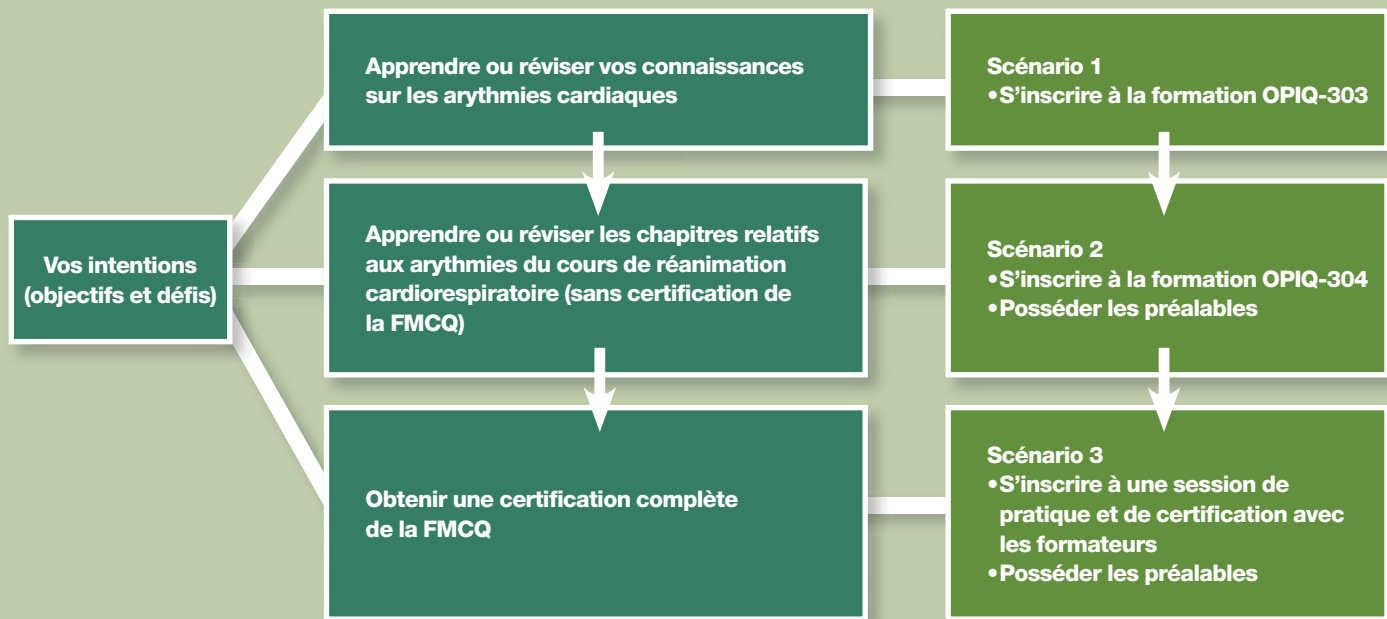 Vos intentions
(objectifs et défis)
Apprendre ou réviser vos connaissances
sur les arythmies cardiaques
Scénario 1
•S'inscrire à la formation OPIQ-303
Apprendre ou réviser les chapitres relatifs
aux arythmies du cours de réanimation
cardiorespiratoire (sans certification de
la FMCQ)
Scénario 2
•S'inscrire à la formation OPIQ-304
•Posséder les préalables
Obtenir une certification complète
de la FMCQ
Scénario 3
•S'inscrire à une session de
pratique et de certification avec
les formateurs
•Posséder les préalables